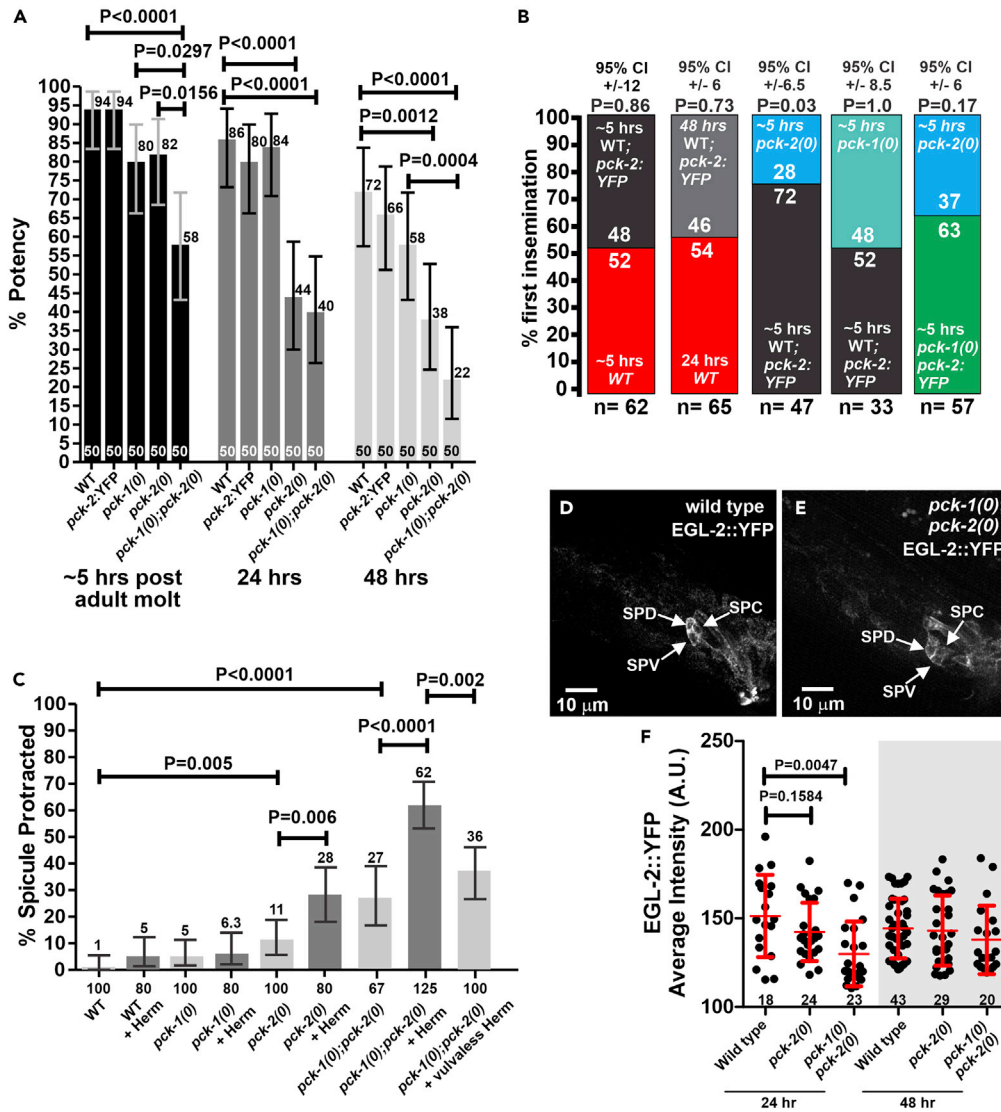 A
P<0.0001
P=0.0297
P=0.0156
P<0.0001
P<0.0001
P<0.0001
P=0.0012
P=0.0004
% Potency
100
95
90
85
80
75
70
65
60
55
50
45
40
35
30
25
20
15
10
5
0
94 94 80 82 58
86 80 84 44 40
72 66 58 38 22
50 50 50 50 50
50 50 50 50 50
50 50 50 50 50
WT
pck-2:YFP
pck-1(0)
pck-2(0)
pck-1(0);pck-2(0)
WT
pck-2:YFP
pck-1(0)
pck-2(0)
pck-1(0);pck-2(0)
WT
pck-2:YFP
pck-1(0)
pck-2(0)
pck-1(0);pck-2(0)
~5 hrs post
adult molt
24 hrs
48 hrs
B
95% CI
+/-12
P=0.86
95% CI
+/- 6
P=0.73
95% CI
+/-6.5
P=0.03
95% CI
+/- 8.5
P=1.0
95% CI
+/- 6
P=0.17
% first insemination
100
90
80
70
60
50
40
30
20
10
0
~5 hrs
WT;
pck-2:
YFP
48
52
~5 hrs
WT
48 hrs
WT;
pck-2:
YFP
46
54
24 hrs
WT
~5 hrs
pck-2(0)
28
72
~5 hrs
WT;
pck-2:
YFP
~5 hrs
pck-1(0)
48
52
~5 hrs
WT;
pck-2:
YFP
~5 hrs
pck-2(0)
37
63
~5 hrs
pck-1(0)
pck-2:
YFP
n= 62
n= 65
n= 47
n= 33
n= 57
C
P<0.0001
P=0.002
P<0.0001
P=0.005
P=0.006
% Spicule Protracted
100
90
80
70
60
50
40
30
20
10
0
1
5
5
6.3
11
28
27
62
36
100 80 100 80 100 80 67 125 100
WT
WT
+ Herm
pck-1(0)
pck-1(0)
+ Herm
pck-2(0)
pck-2(0)
+ Herm
pck-1(0);pck-2(0)
pck-1(0);pck-2(0)
+ Herm
pck-1(0);pck-2(0)
+ vulvaless Herm
D
wild type
EGL-2::YFP
SPD
SPC
SPV
10 µm
E
pck-1(0)
pck-2(0)
EGL-2::YFP
SPC
SPD
SPV
10 µm
F
EGL-2::YFP
Average Intensity (A.U.)
250
200
150
100
P=0.0047
P=0.1584
18 24 23 43 29 20
Wild type
pck-2(0)
pck-1(0)
pck-2(0)
Wild type
pck-2(0)
pck-1(0)
pck-2(0)
24 hr
48 hr